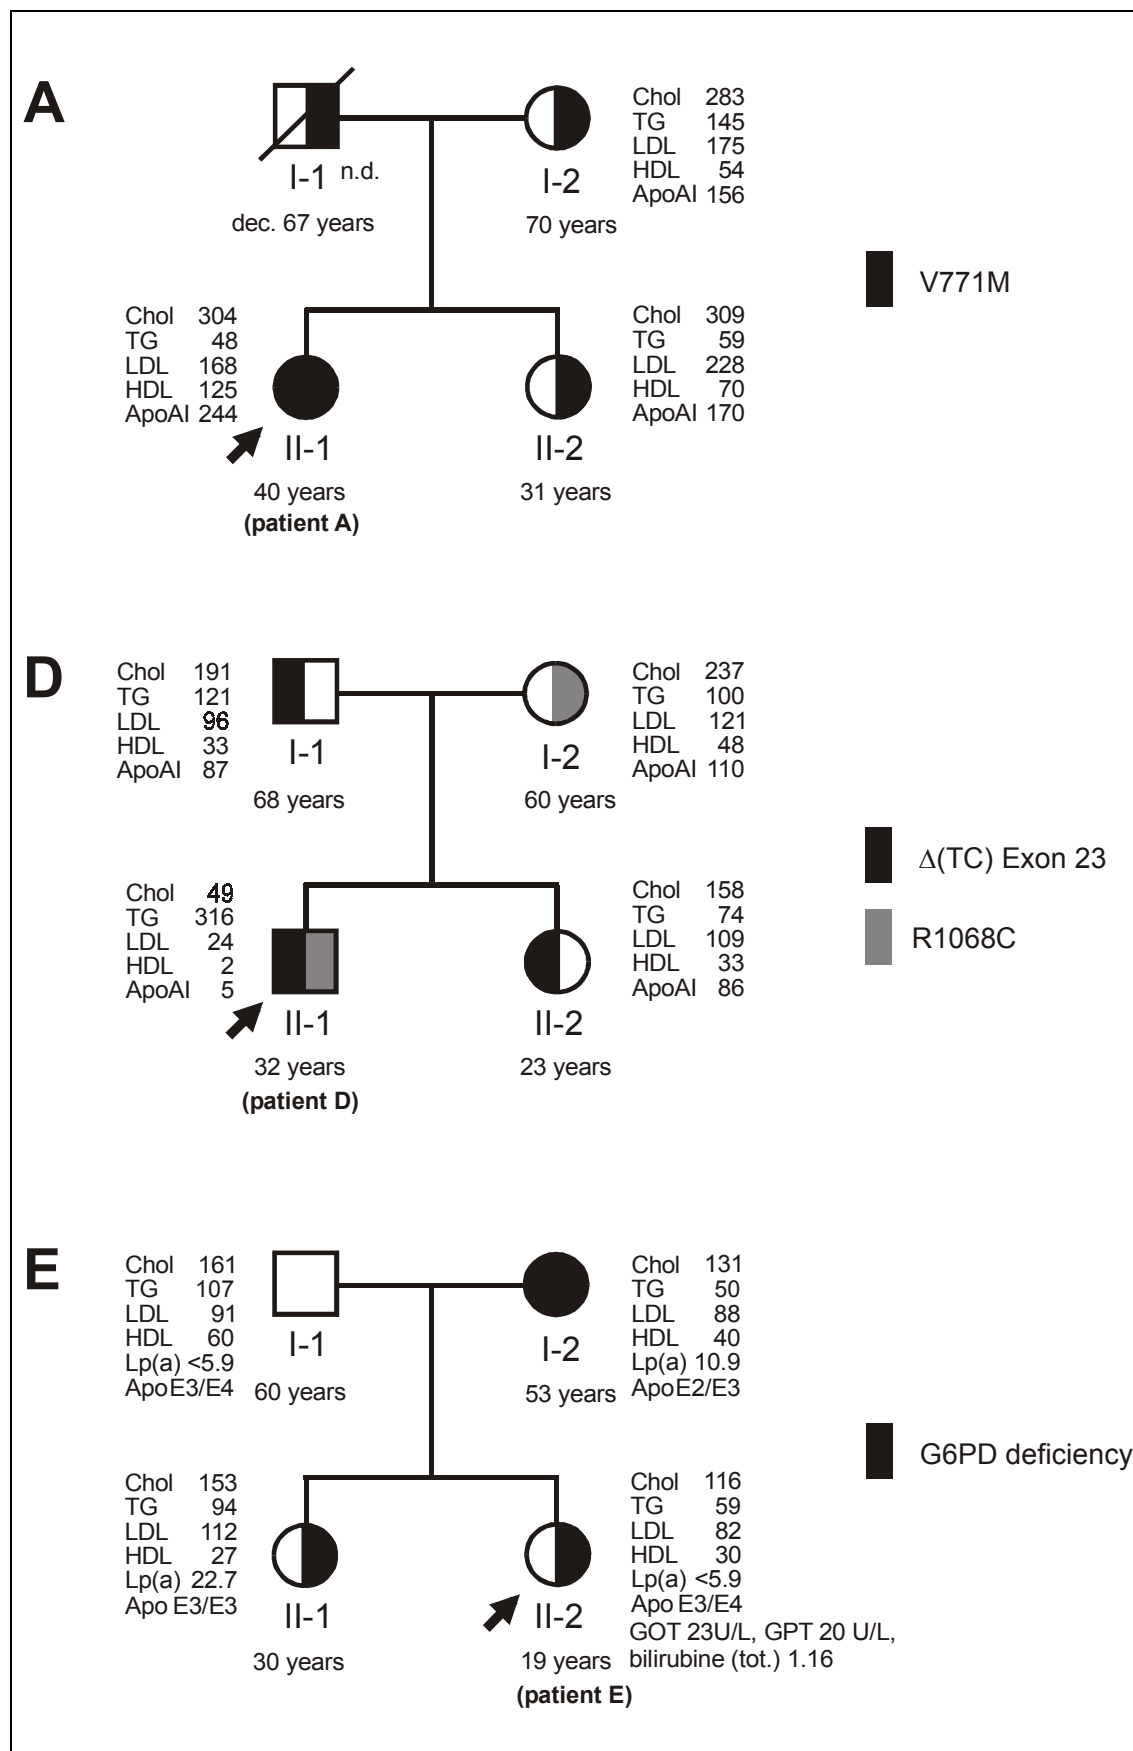 A
I-1 n.d.
dec. 67 years
I-2
70 years
Chol 283
TG 145
LDL 175
HDL 54
ApoAI 156
V771M
Chol 304
TG 48
LDL 168
HDL 125
ApoAI 244
II-1
40 years
(patient A)
II-2
31 years
Chol 309
TG 59
LDL 228
HDL 70
ApoAI 170
D
Chol 191
TG 121
LDL 96
HDL 33
ApoAI 87
I-1
68 years
I-2
60 years
Chol 237
TG 100
LDL 121
HDL 48
ApoAI 110
Δ(TC) Exon 23
R1068C
Chol 49
TG 316
LDL 24
HDL 2
ApoAI 5
II-1
32 years
(patient D)
II-2
23 years
Chol 158
TG 74
LDL 109
HDL 33
ApoAI 86
E
Chol 161
TG 107
LDL 91
HDL 60
Lp(a) <5.9
ApoE3/E4
I-1
60 years
I-2
53 years
Chol 131
TG 50
LDL 88
HDL 40
Lp(a) 10.9
ApoE2/E3
G6PD deficiency
Chol 153
TG 94
LDL 112
HDL 27
Lp(a) 22.7
Apo E3/E3
II-1
30 years
II-2
19 years
(patient E)
Chol 116
TG 59
LDL 82
HDL 30
Lp(a) <5.9
Apo E3/E4
GOT 23U/L, GPT 20 U/L,
bilirubine (tot.) 1.16